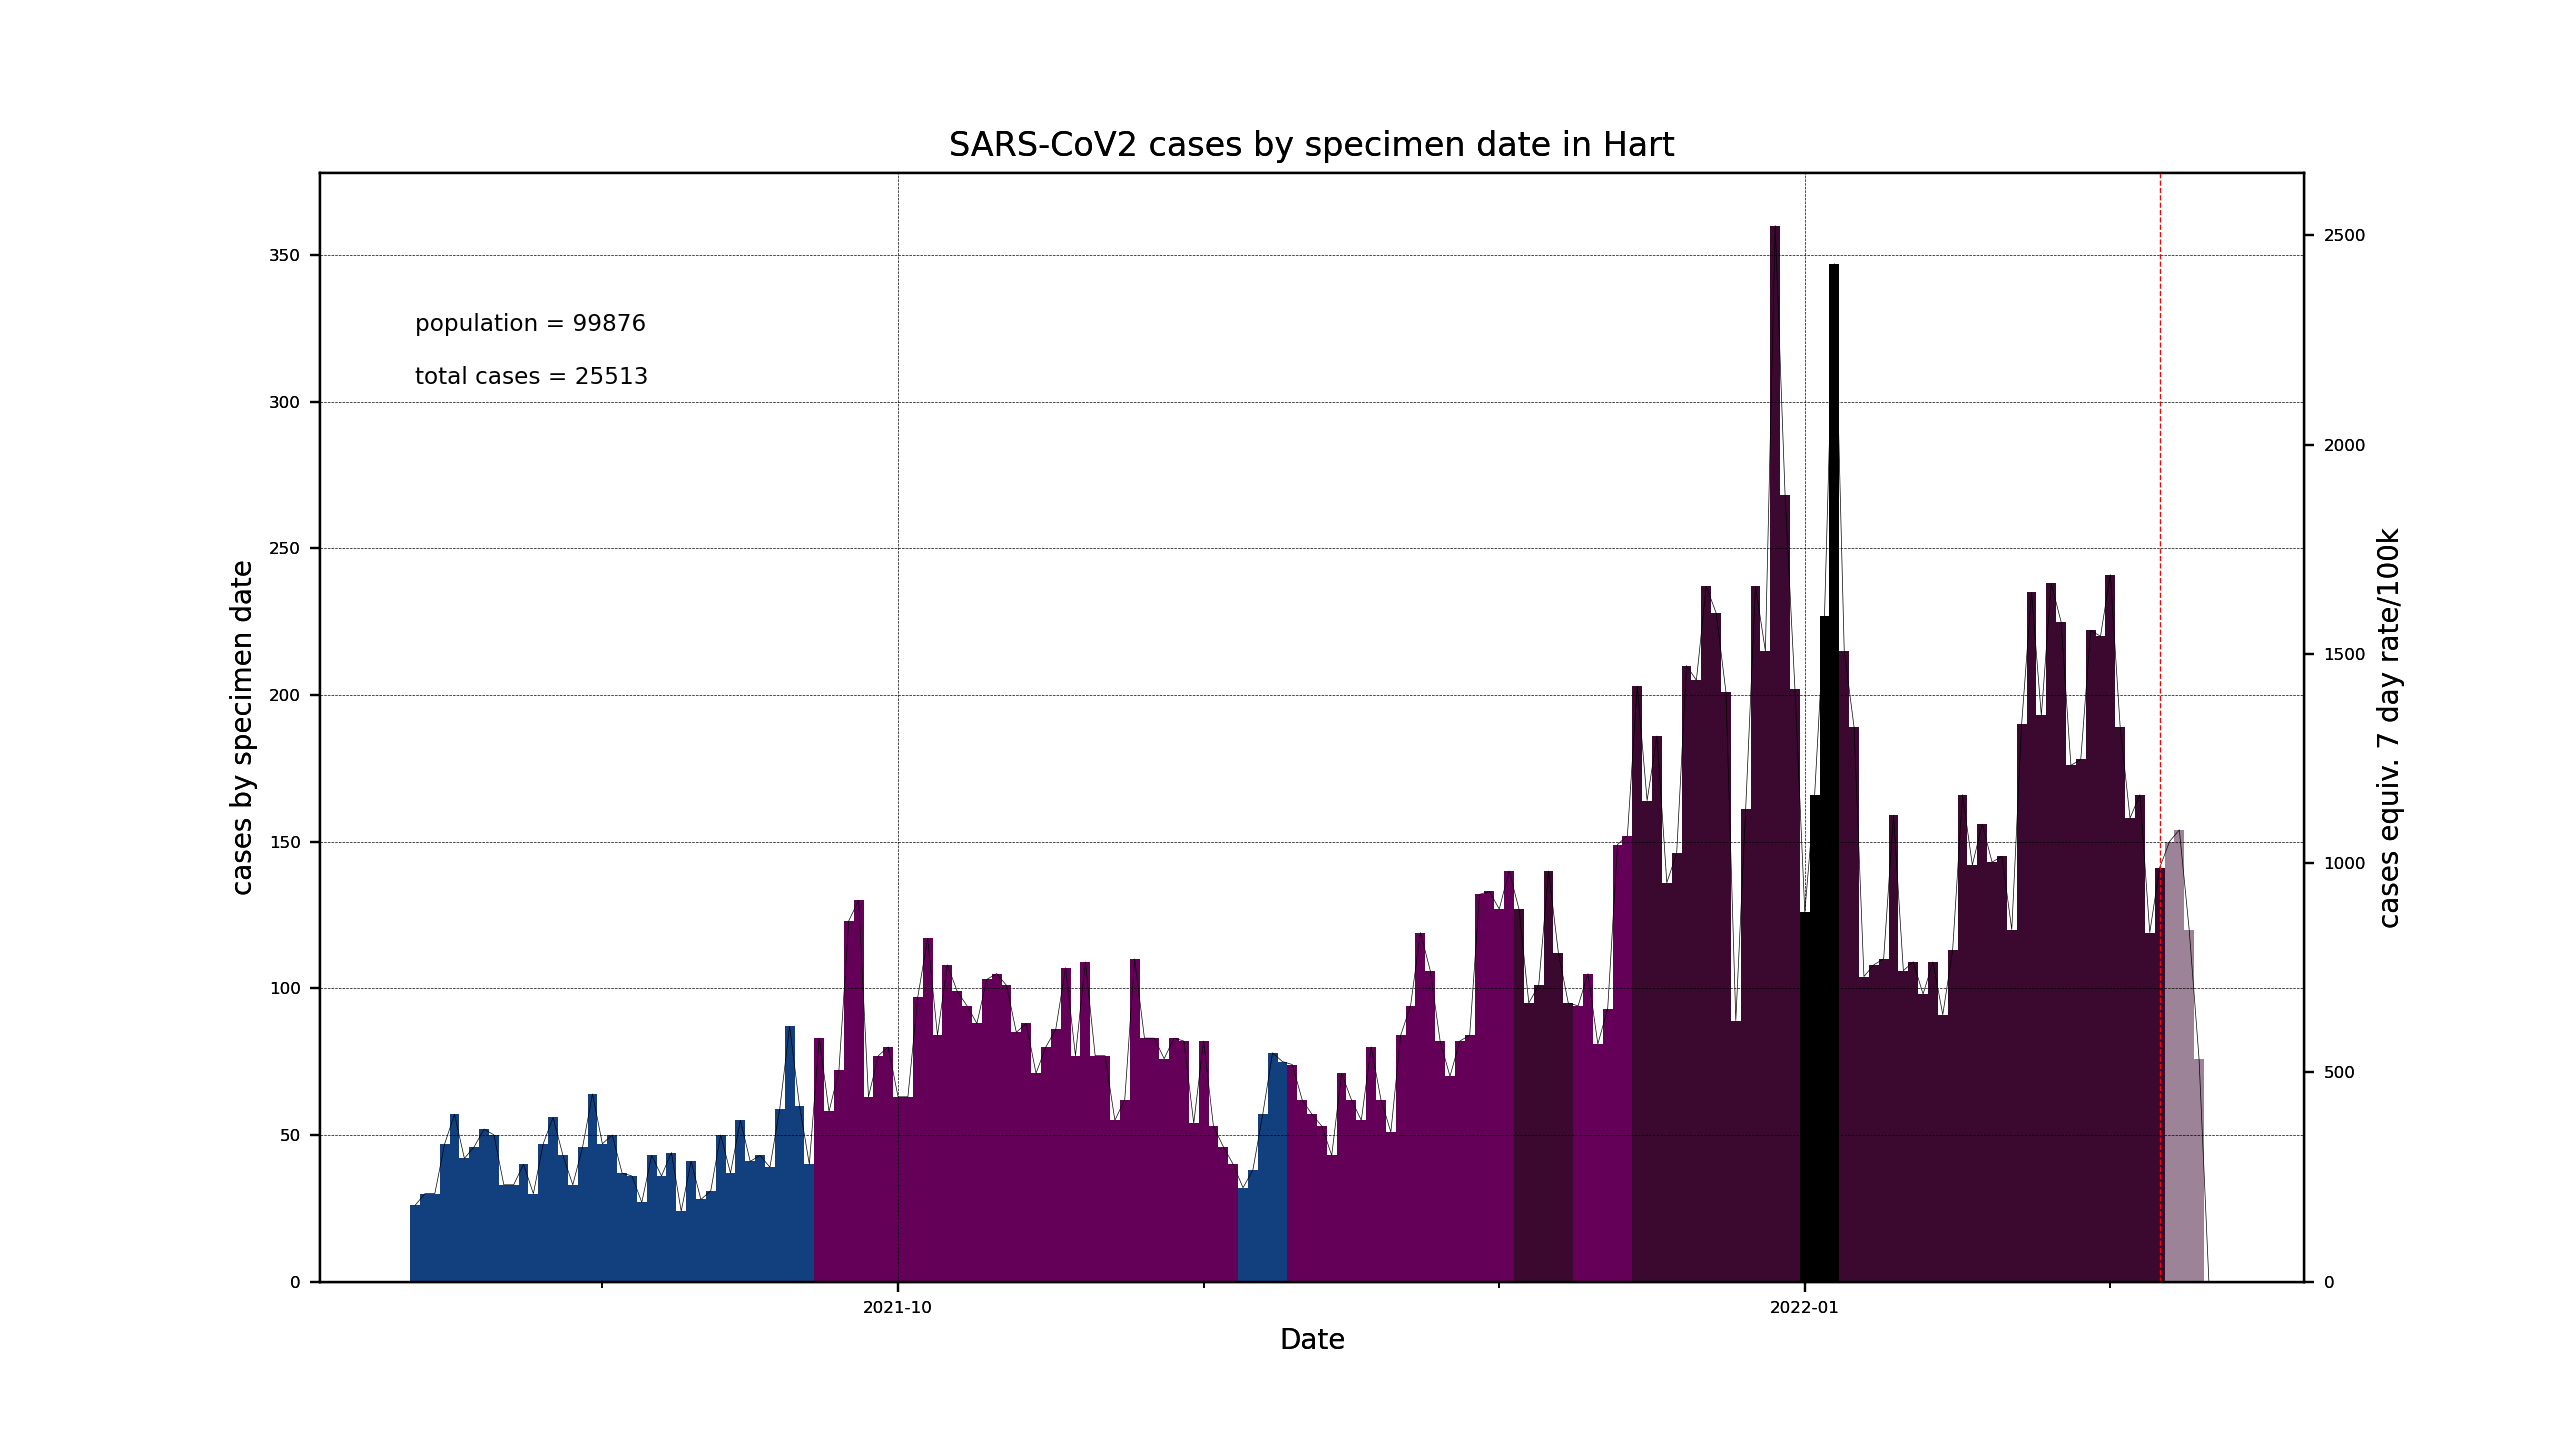 SARS-CoV2 cases by specimen date in Hart
population = 99876
total cases = 25513
cases by specimen date
350
300
250
200
150
100
50
0
2500
2000
1500
1000
500
0
cases equiv. 7 day rate/100k
2021-10
2022-01
Date